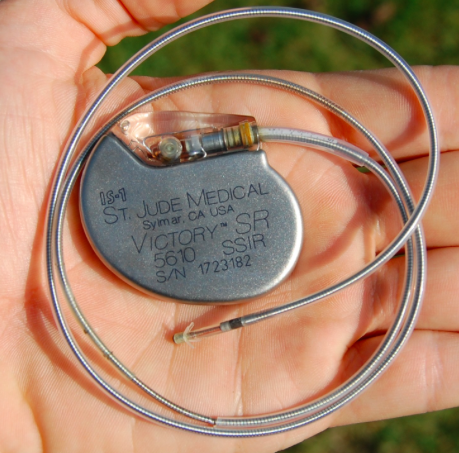 IS-1
ST. JUDE MEDICAL
Sylmar, CA USA
VICTORY™ SR
5610 SSIR
S/N 1723182